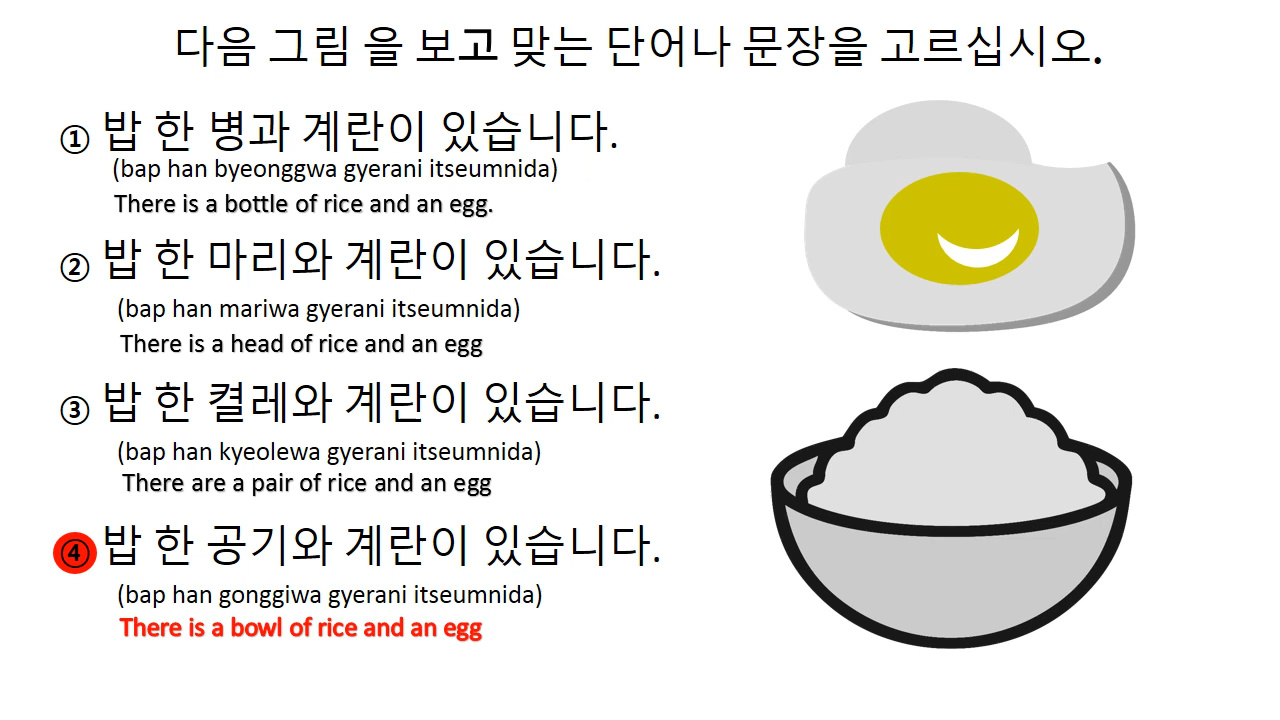 다음 그림 을 보고 맞는 단어나 문장을 고르십시오.
① 밥 한 병과 계란이 있습니다.
(bap han byeonggwa gyerani itseumnida)
There is a bottle of rice and an egg.
② 밥 한 마리와 계란이 있습니다.
(bap han mariwa gyerani itseumnida)
There is a head of rice and an egg
③ 밥 한 켤레와 계란이 있습니다.
(bap han kyeolewa gyerani itseumnida)
There are a pair of rice and an egg
④ 밥 한 공기와 계란이 있습니다.
(bap han gonggiwa gyerani itseumnida)
There is a bowl of rice and an egg